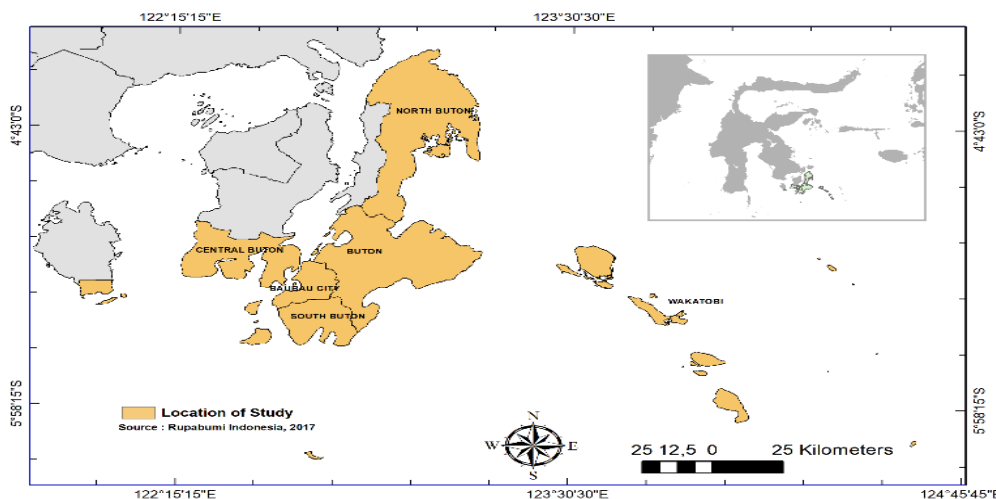 122°15'15"E
123°30'30"E
4°43'0"S
4°43'0"S
NORTH BUTON
CENTRAL BUTON
BUTON
BAUBAU CITY
SOUTH BUTON
WAKATOBI
5°58'15"S
5°58'15"S
Location of Study
Source : Rupabumi Indonesia, 2017
N
W
E
S
25 12,5 0 25 Kilometers
122°15'15"E
123°30'30"E
124°45'45"E